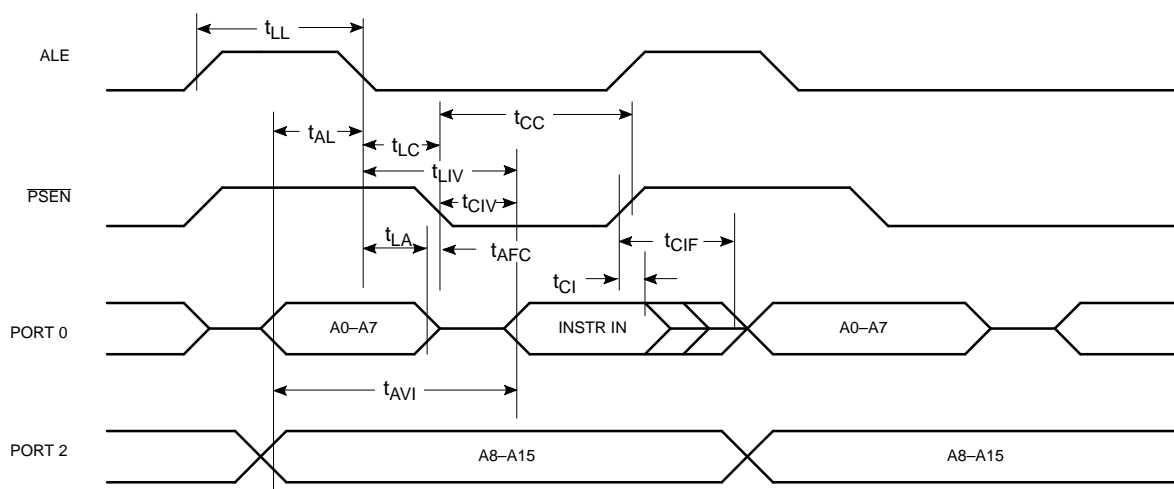 tLL
ALE
tCC
tAL
tLC
tLIV
PSEN
tCIV
tLA
tAFC
tCIF
tCI
PORT 0
A0–A7
INSTR IN
A0–A7
tAVI
PORT 2
A8–A15
A8–A15